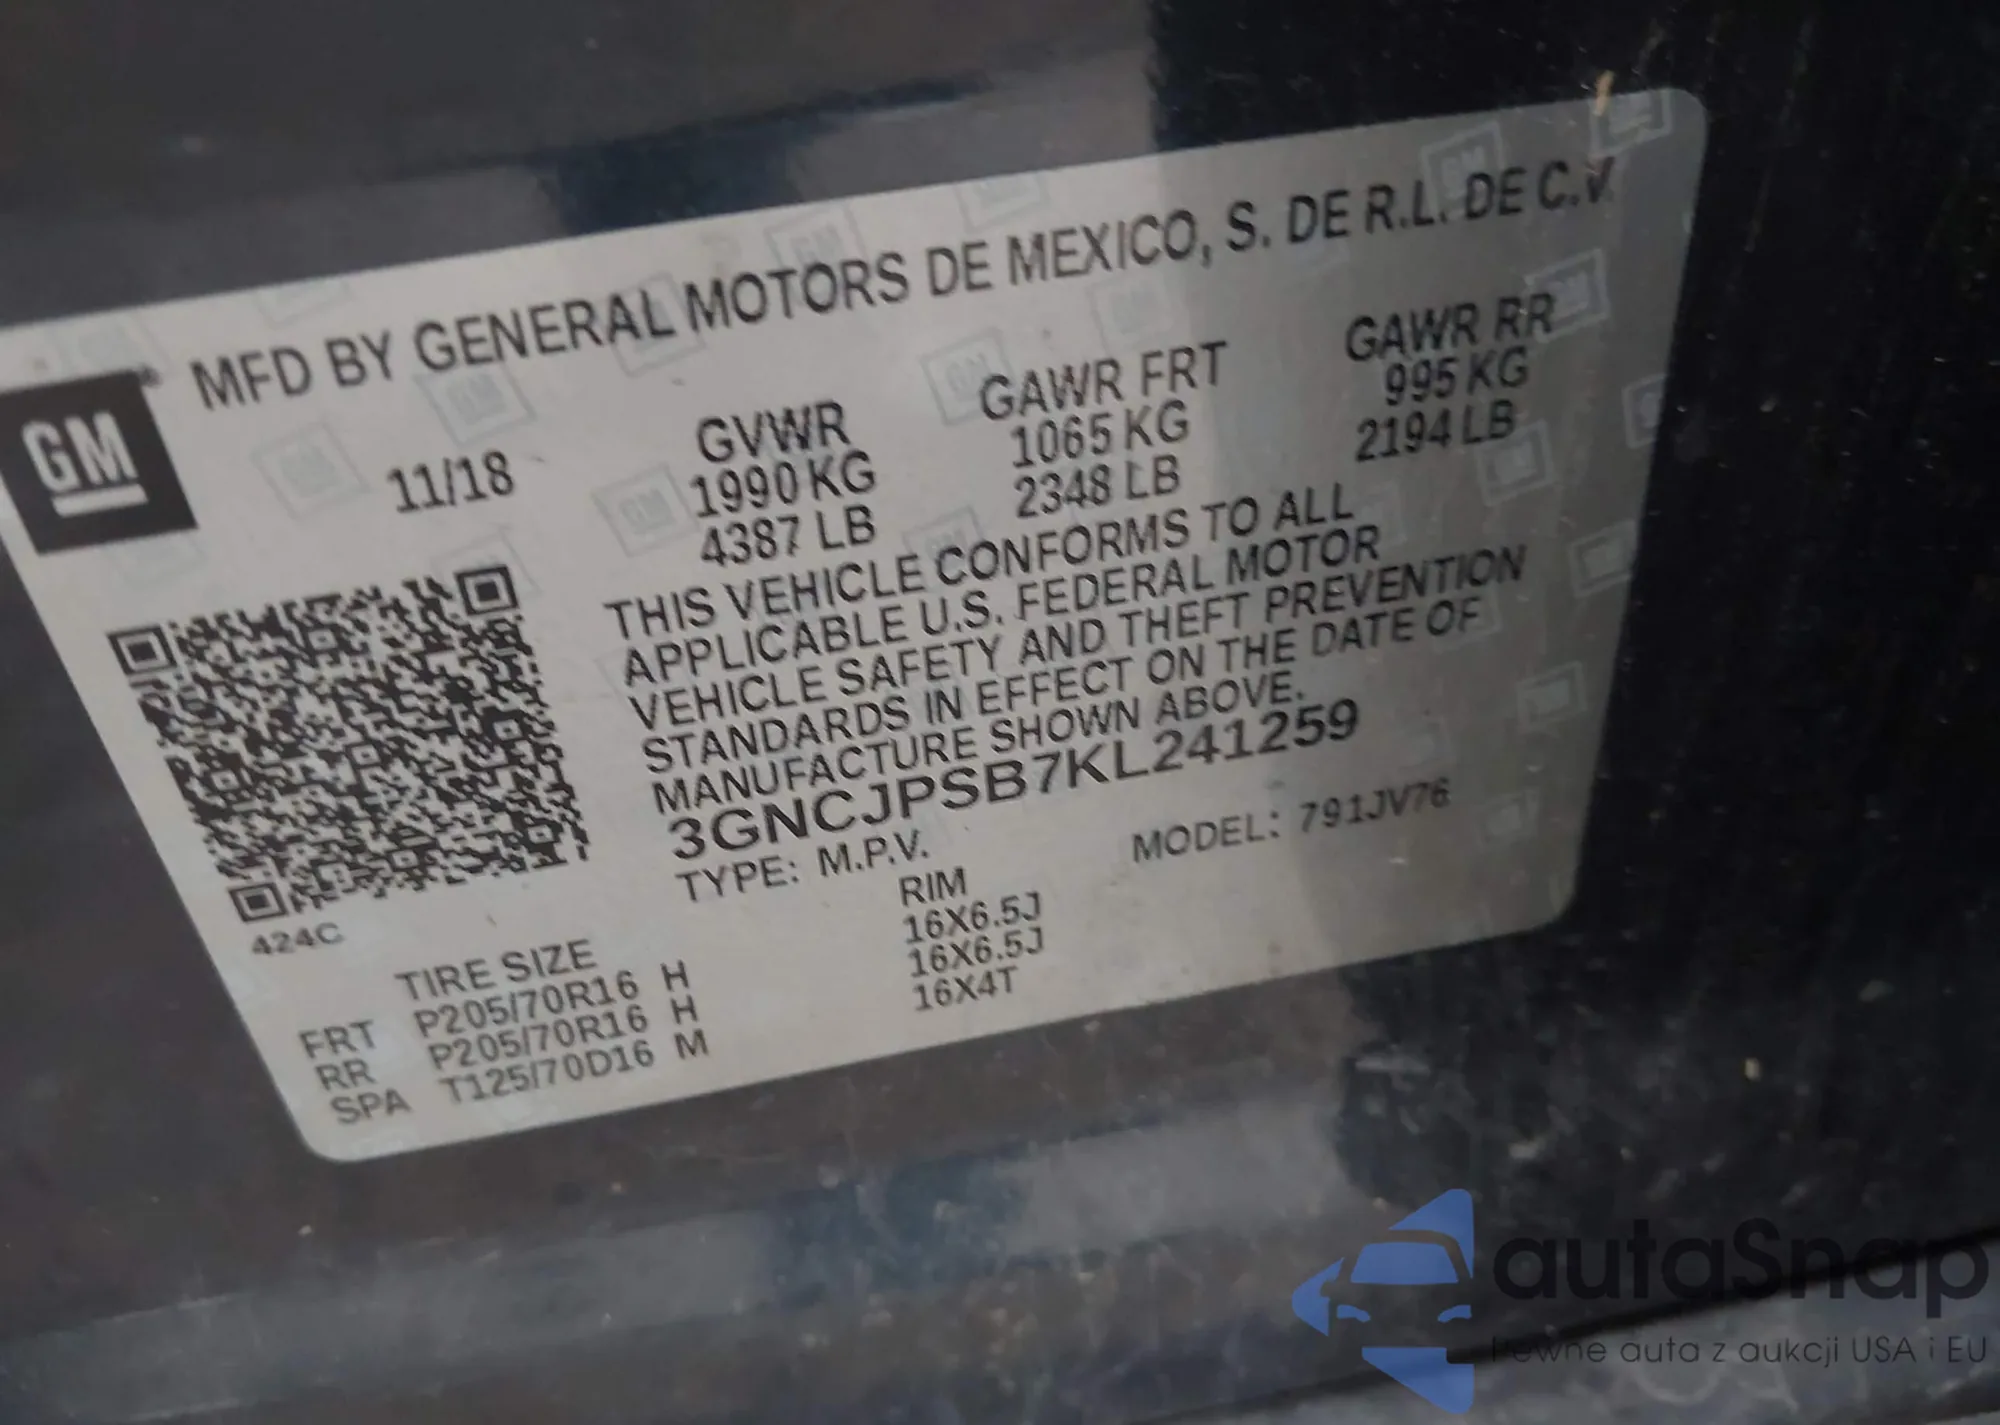 MFD BY GENERAL MOTORS DE MEXICO, S. DE R.L. DE C.V.
GM
11/18
GVWR
1990 KG
4387 LB
GAWR FRT
1065 KG
2348 LB
GAWR RR
995 KG
2194 LB
THIS VEHICLE CONFORMS TO ALL
APPLICABLE U.S. FEDERAL MOTOR
VEHICLE SAFETY AND THEFT PREVENTION
STANDARDS IN EFFECT ON THE DATE OF
MANUFACTURE SHOWN ABOVE.
3GNCJPSB7KL241259
TYPE: M.P.V.
MODEL: 791JV76
424C
TIRE SIZE
RIM
FRT P205/70R16 H 16X6.5J
RR P205/70R16 H 16X6.5J
SPA T125/70D16 M 16X4T
autaSnap
Pewne auta z aukcji USA i EU